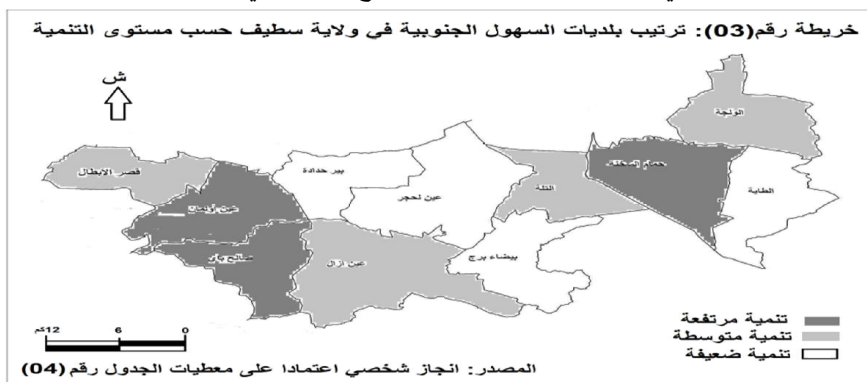 خريطة رقم(03): ترتيب بلديات السهول الجنوبية في ولاية سطيف حسب مستوى التنمية
ش
الولجة
حمام السخنة
الطاية
التلة
بير حدادة
عين لحجر
قصر الابطال
عين ولمان
صالح باي
عين ازال
بيضاء برج
تنمية مرتفعة
تنمية متوسطة
تنمية ضعيفة
12كم 6 0
المصدر: انجاز شخصي اعتمادا على معطيات الجدول رقم (04)